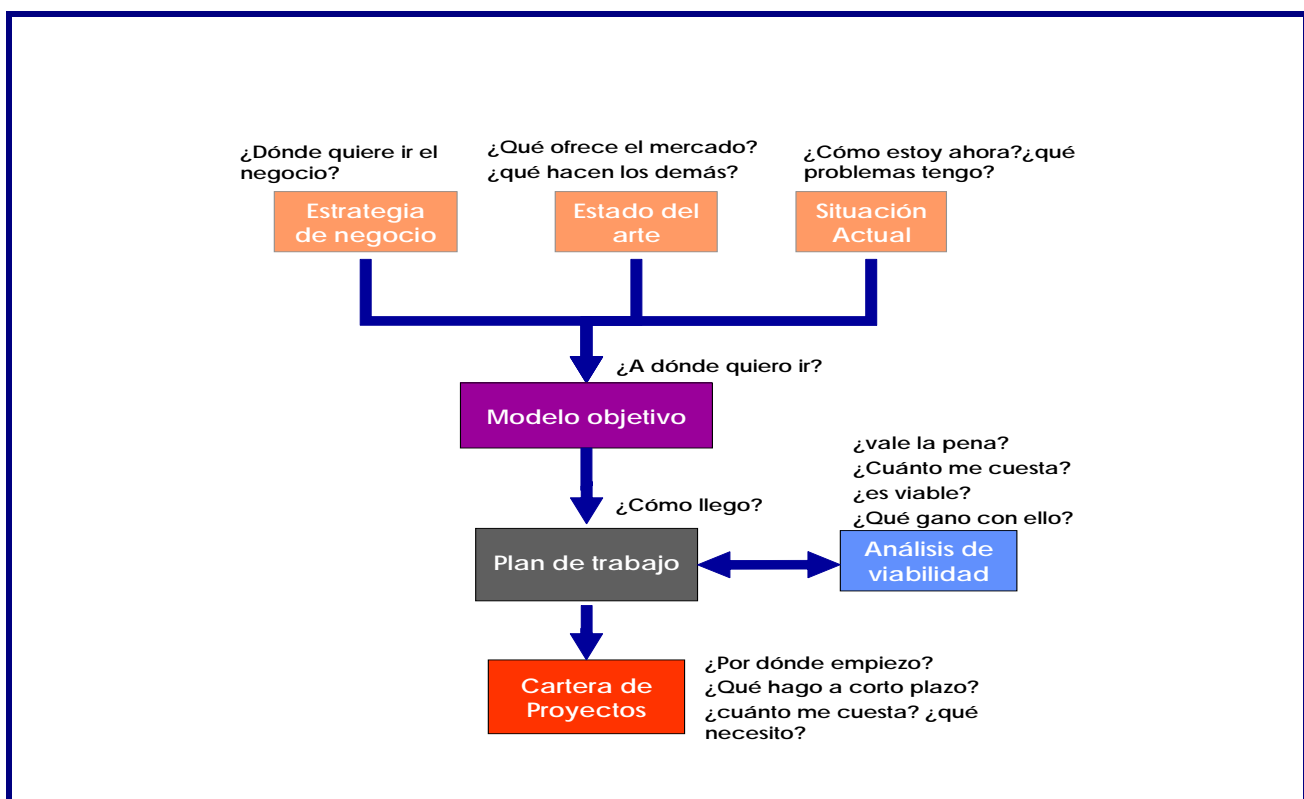 ¿Dónde quiere ir el
negocio?
¿Qué ofrece el mercado?
¿qué hacen los demás?
¿Cómo estoy ahora?¿qué
problemas tengo?
Estrategia
de negocio
Estado del
arte
Situación
Actual
¿A dónde quiero ir?
Modelo objetivo
¿vale la pena?
¿Cuánto me cuesta?
¿es viable?
¿Qué gano con ello?
¿Cómo llego?
Plan de trabajo
Análisis de
viabilidad
Cartera de
Proyectos
¿Por dónde empiezo?
¿Qué hago a corto plazo?
¿cuánto me cuesta? ¿qué
necesito?